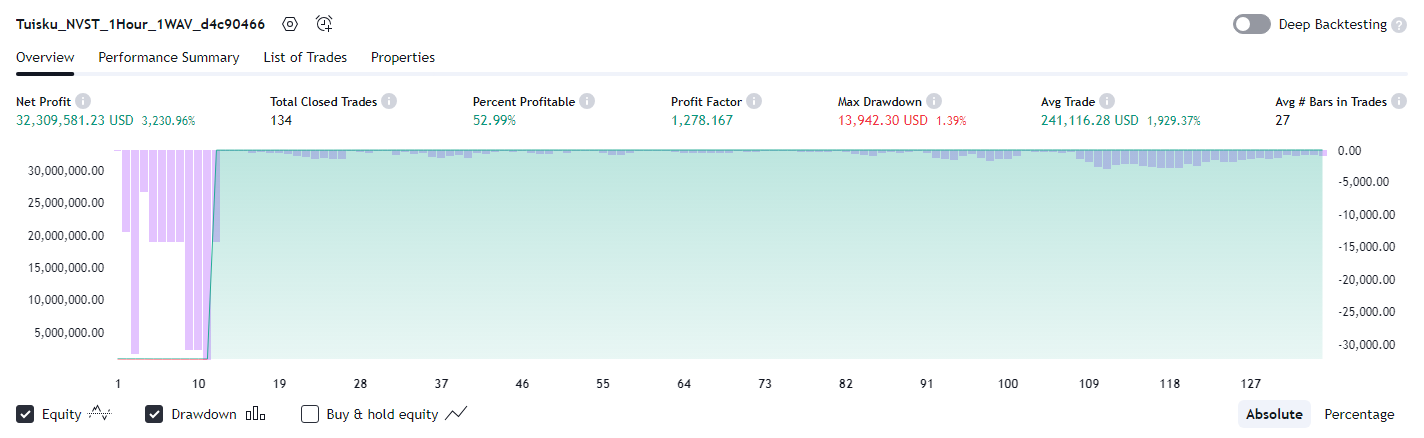 Tuisku_NVST_1Hour_1WAV_d4c90466 Deep Backtesting
Overview Performance Summary List of Trades Properties
Net Profit Total Closed Trades Percent Profitable Profit Factor Max Drawdown Avg Trade Avg # Bars in Trades
32,309,581.23 USD 3,230.96% 134 52.99% 1,278.167 13,942.30 USD 1.39% 241,116.28 USD 1,929.37% 27
0.00
30,000,000.00 -5,000.00
25,000,000.00 -10,000.00
20,000,000.00 -15,000.00
15,000,000.00 -20,000.00
10,000,000.00 -25,000.00
5,000,000.00 -30,000.00
1 10 19 28 37 46 55 64 73 82 91 100 109 118 127
Equity Drawdown Buy & hold equity Absolute Percentage